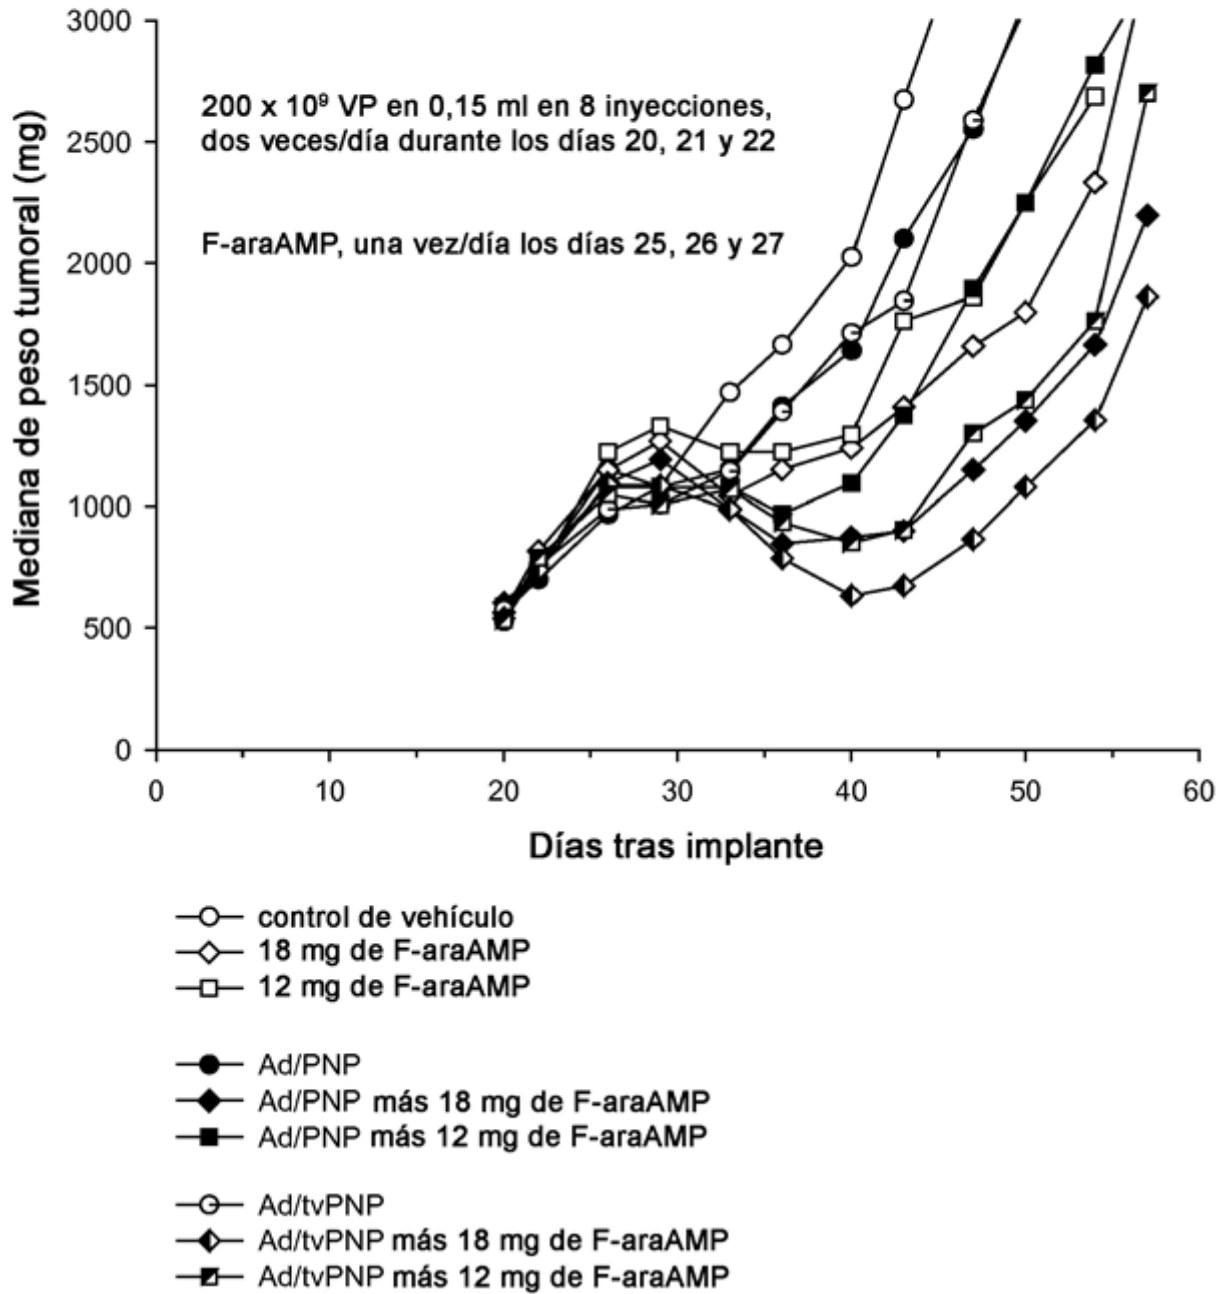 3000
2500
2000
1500
1000
500
0
Mediana de peso tumoral (mg)
200 x 10⁹ VP en 0,15 ml en 8 inyecciones,
dos veces/día durante los días 20, 21 y 22
F-araAMP, una vez/día los días 25, 26 y 27
0 10 20 30 40 50 60
Días tras implante
control de vehículo
18 mg de F-araAMP
12 mg de F-araAMP
Ad/PNP
Ad/PNP más 18 mg de F-araAMP
Ad/PNP más 12 mg de F-araAMP
Ad/tvPNP
Ad/tvPNP más 18 mg de F-araAMP
Ad/tvPNP más 12 mg de F-araAMP